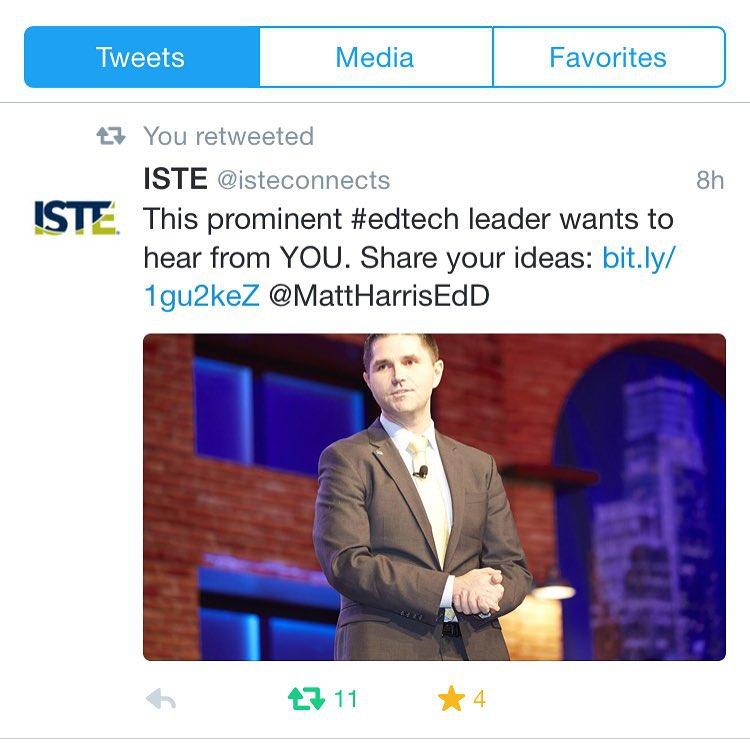 Tweets Media Favorites
You retweeted
ISTE @isteconnects 8h
ISTE
This prominent #edtech leader wants to
hear from YOU. Share your ideas: bit.ly/
1gu2keZ @MattHarrisEdD
11 4